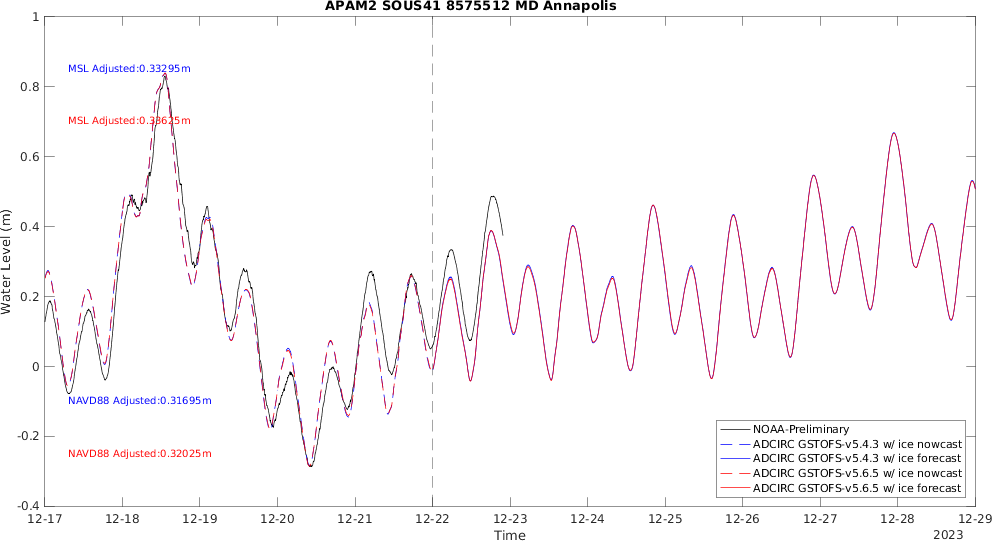 APAM2 SOUS41 8575512 MD Annapolis
1
0.8
0.6
0.4
0.2
0
-0.2
-0.4
Water Level (m)
MSL Adjusted:0.33295m
MSL Adjusted:0.33625m
NAVD88 Adjusted:0.31695m
NAVD88 Adjusted:0.32025m
NOAA-Preliminary
ADCIRC GSTOFS-v5.4.3 w/ ice nowcast
ADCIRC GSTOFS-v5.4.3 w/ ice forecast
ADCIRC GSTOFS-v5.6.5 w/ ice nowcast
ADCIRC GSTOFS-v5.6.5 w/ ice forecast
12-17 12-18 12-19 12-20 12-21 12-22 12-23 12-24 12-25 12-26 12-27 12-28 12-29
Time
2023